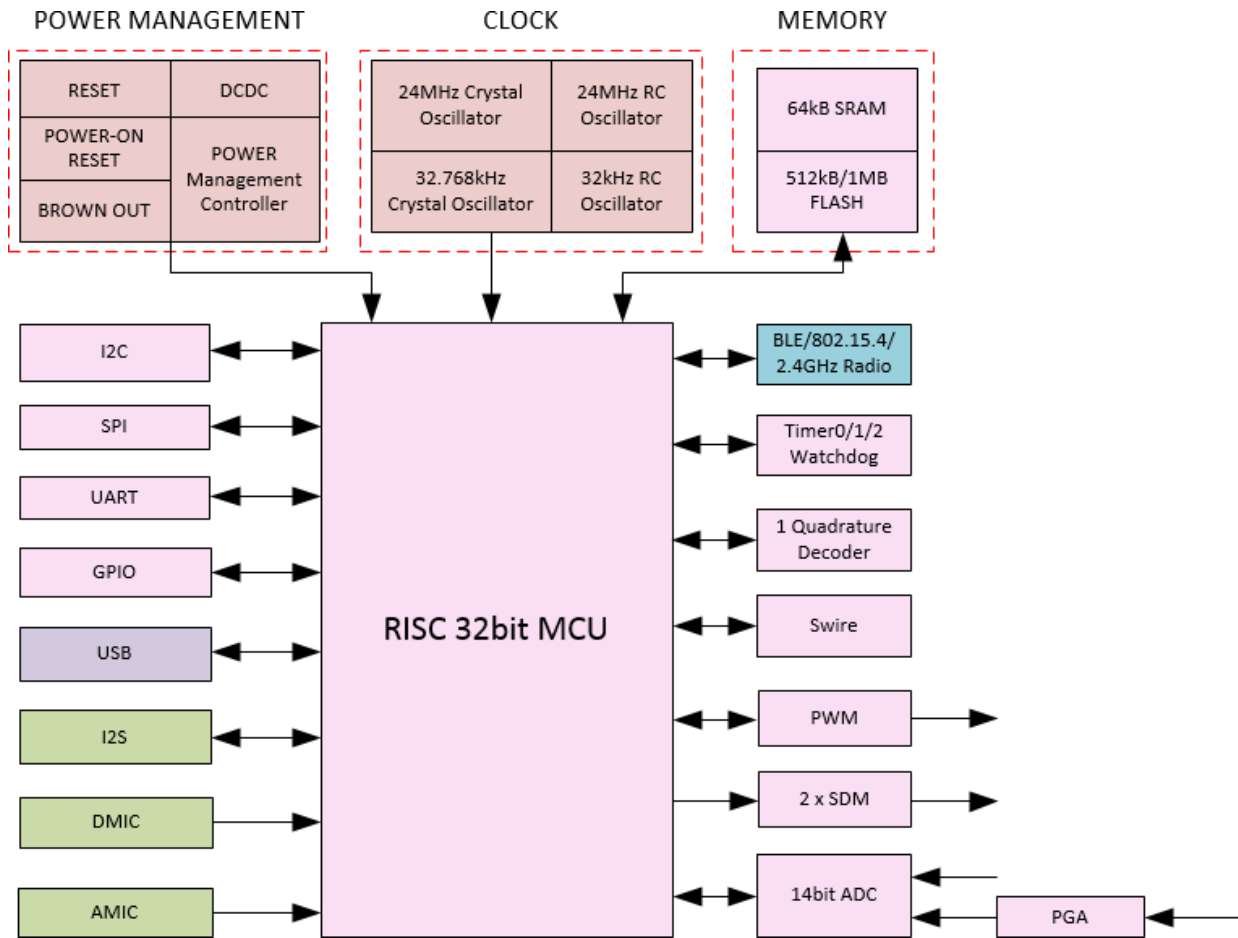 POWER MANAGEMENT
CLOCK
MEMORY
RESET
DCDC
POWER-ON
RESET
POWER
Management
Controller
BROWN OUT
24MHz Crystal
Oscillator
24MHz RC
Oscillator
32.768kHz
Crystal Oscillator
32kHz RC
Oscillator
64kB SRAM
512kB/1MB
FLASH
I2C
SPI
UART
GPIO
USB
I2S
DMIC
AMIC
RISC 32bit MCU
BLE/802.15.4/
2.4GHz Radio
Timer0/1/2
Watchdog
1 Quadrature
Decoder
Swire
PWM
2 x SDM
14bit ADC
PGA